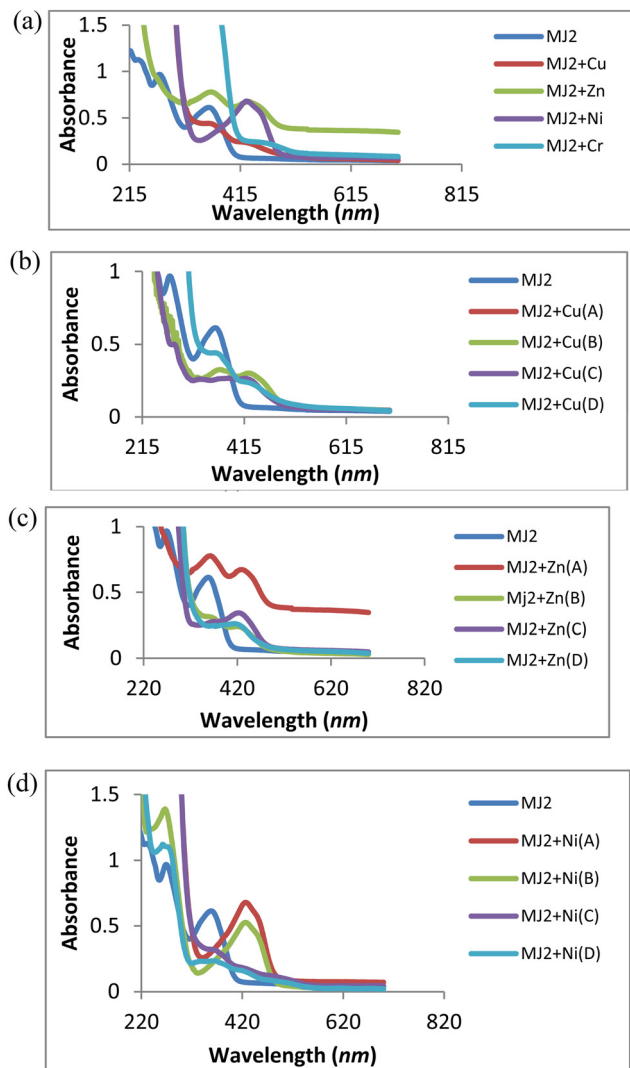 (a)
Absorbance
1.5
1
0.5
0
215
415
615
815
Wavelength (nm)
MJ2
MJ2+Cu
MJ2+Zn
MJ2+Ni
MJ2+Cr
(b)
Absorbance
1
0.5
0
215
415
615
815
Wavelength (nm)
MJ2
MJ2+Cu(A)
MJ2+Cu(B)
MJ2+Cu(C)
MJ2+Cu(D)
(c)
Absorbance
1
0.5
0
220
420
620
820
Wavelength (nm)
MJ2
MJ2+Zn(A)
Mj2+Zn(B)
MJ2+Zn(C)
MJ2+Zn(D)
(d)
Absorbance
1.5
1
0.5
0
220
420
620
820
Wavelength (nm)
MJ2
MJ2+Ni(A)
MJ2+Ni(B)
MJ2+Ni(C)
MJ2+Ni(D)